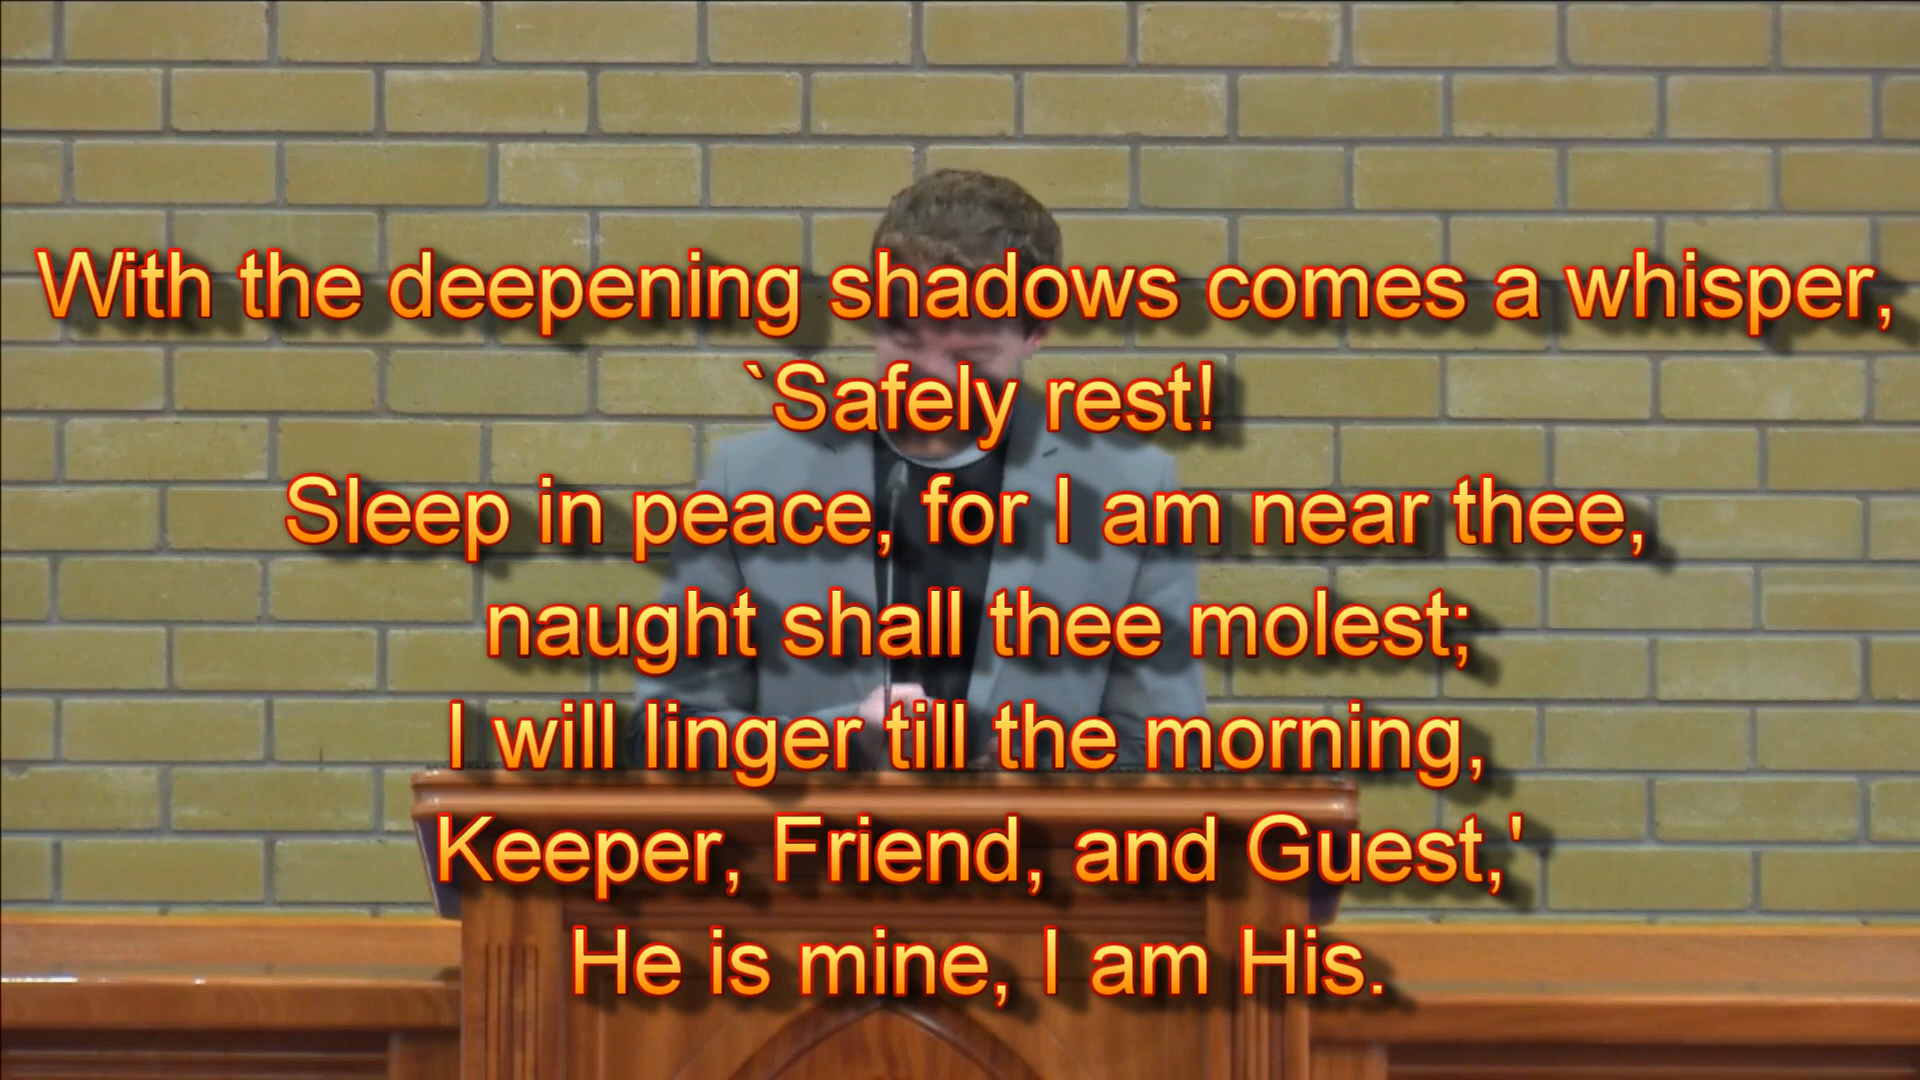 With the deepening shadows comes a whisper,
`Safely rest!
Sleep in peace, for I am near thee,
naught shall thee molest;
I will linger till the morning,
Keeper, Friend, and Guest,'
He is mine, I am His.